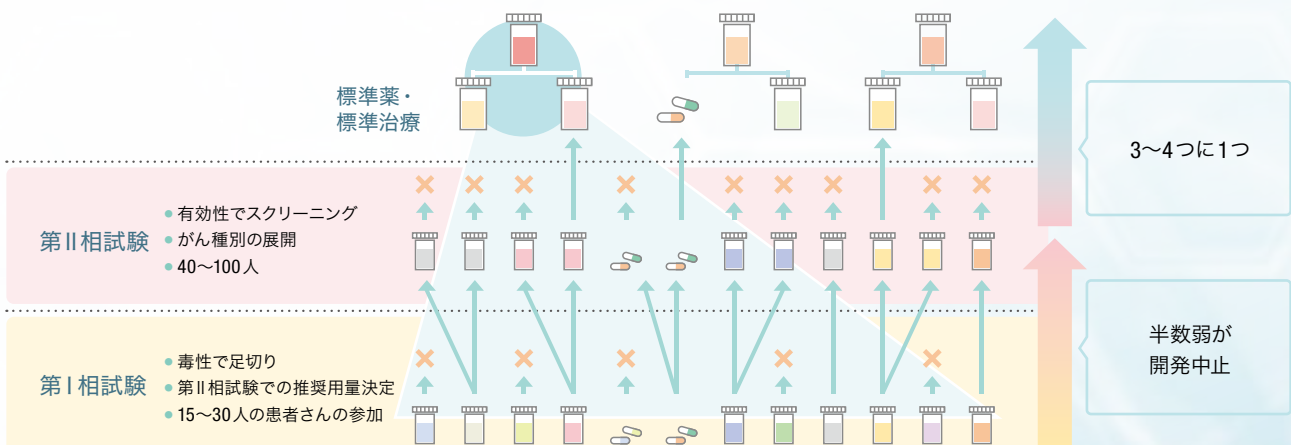 標準薬・
標準治療
3〜4つに1つ
第II相試験
● 有効性でスクリーニング
● がん種別の展開
● 40〜100人
半数弱が
開発中止
第I相試験
● 毒性で足切り
● 第II相試験での推奨用量決定
● 15〜30人の患者さんの参加